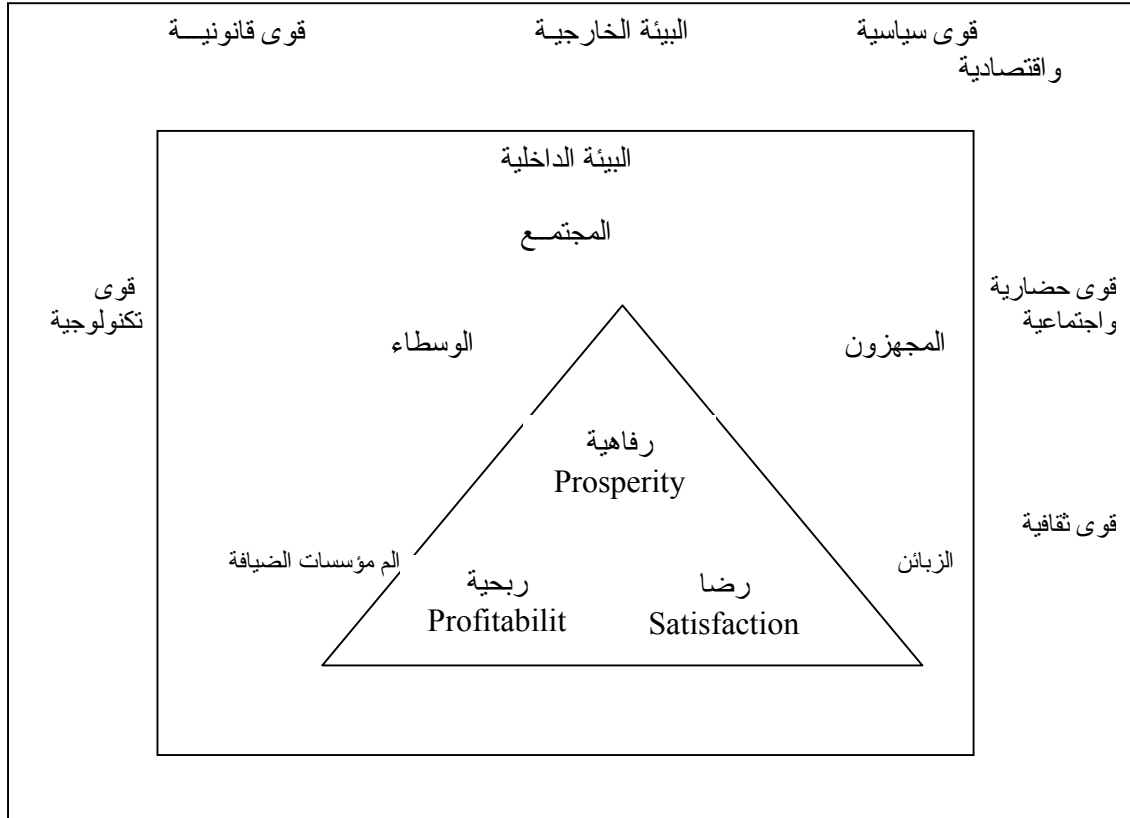 قوى سياسية
واقتصادية
البيئة الخارجيـة
قوى قانونيـــة
البيئة الداخلية
المجتمــع
قوى حضارية
واجتماعية
المجهزون
الوسطاء
قوى
تكنولوجية
رفاهية
Prosperity
قوى ثقافية
الزبائن
الم مؤسسات الضيافة
رضا
Satisfaction
ربحية
Profitabilit